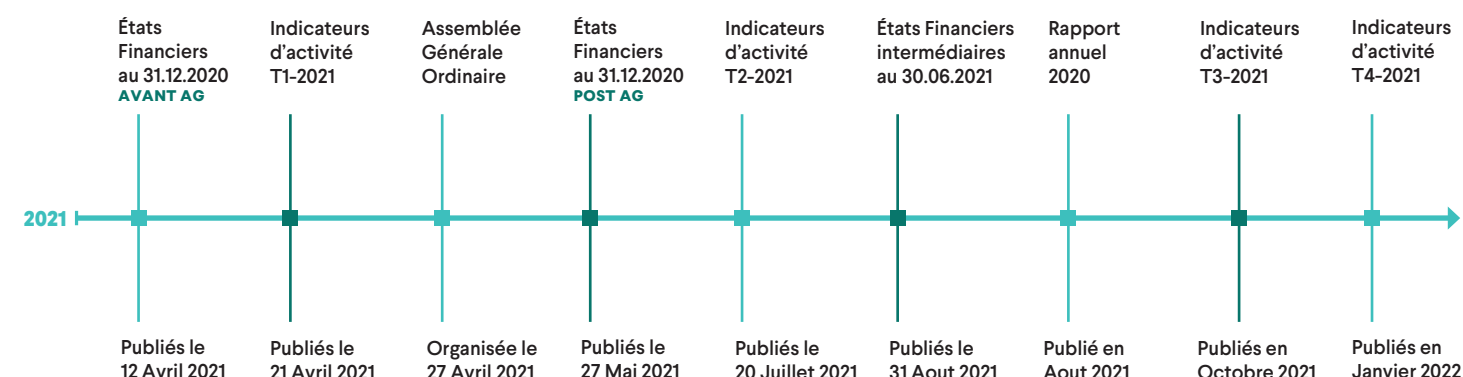 États
Financiers
au 31.12.2020
AVANT AG
Indicateurs
d'activité
T1-2021
Assemblée
Générale
Ordinaire
États
Financiers
au 31.12.2020
POST AG
Indicateurs
d'activité
T2-2021
États Financiers
intermédiaires
au 30.06.2021
Rapport
annuel
2020
Indicateurs
d'activité
T3-2021
Indicateurs
d'activité
T4-2021
2021
Publiés le
12 Avril 2021
Publiés le
21 Avril 2021
Organisée le
27 Avril 2021
Publiés le
27 Mai 2021
Publiés le
20 Juillet 2021
Publiés le
31 Aout 2021
Publié en
Aout 2021
Publiés en
Octobre 2021
Publiés en
Janvier 2022